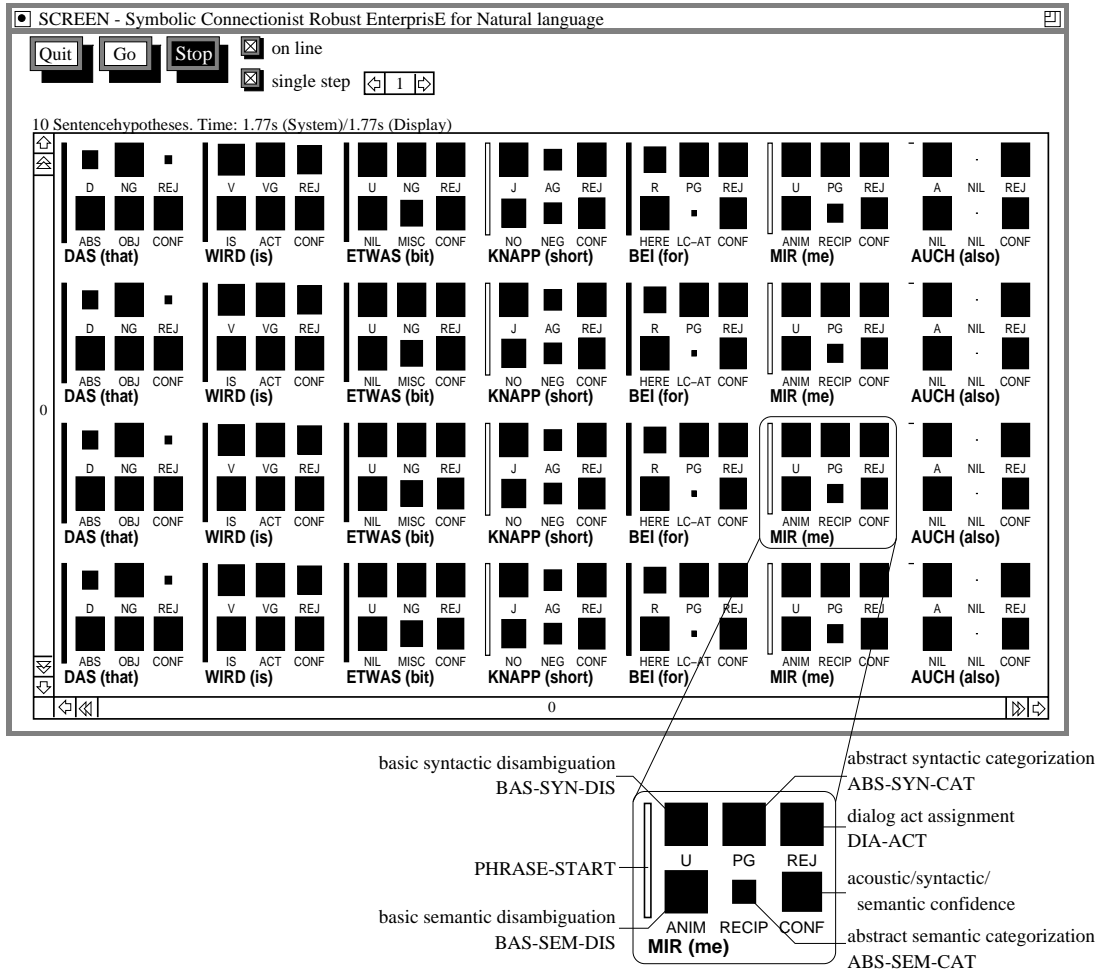 SCREEN - Symbolic Connectionist Robust EnterprisE for Natural language
Quit Go Stop on line
single step 1
10 Sentencehypotheses. Time: 1.77s (System)/1.77s (Display)
D NG REJ V VG REJ U NG REJ J AG REJ R PG REJ U PG REJ A NIL REJ
ABS OBJ CONF IS ACT CONF NIL MISC CONF NO NEG CONF HERE LC-AT CONF ANIM RECIP CONF NIL NIL CONF
DAS (that) WIRD (is) ETWAS (bit) KNAPP (short) BEI (for) MIR (me) AUCH (also)
D NG REJ V VG REJ U NG REJ J AG REJ R PG REJ U PG REJ A NIL REJ
ABS OBJ CONF IS ACT CONF NIL MISC CONF NO NEG CONF HERE LC-AT CONF ANIM RECIP CONF NIL NIL CONF
DAS (that) WIRD (is) ETWAS (bit) KNAPP (short) BEI (for) MIR (me) AUCH (also)
0
D NG REJ V VG REJ U NG REJ J AG REJ R PG REJ U PG REJ A NIL REJ
ABS OBJ CONF IS ACT CONF NIL MISC CONF NO NEG CONF HERE LC-AT CONF ANIM RECIP CONF NIL NIL CONF
DAS (that) WIRD (is) ETWAS (bit) KNAPP (short) BEI (for) MIR (me) AUCH (also)
D NG REJ V VG REJ U NG REJ J AG REJ R PG REJ U PG REJ A NIL REJ
ABS OBJ CONF IS ACT CONF NIL MISC CONF NO NEG CONF HERE LC-AT CONF ANIM RECIP CONF NIL NIL CONF
DAS (that) WIRD (is) ETWAS (bit) KNAPP (short) BEI (for) MIR (me) AUCH (also)
0
basic syntactic disambiguation
BAS-SYN-DIS
abstract syntactic categorization
ABS-SYN-CAT
dialog act assignment
DIA-ACT
U PG REJ
PHRASE-START
acoustic/syntactic/
semantic confidence
basic semantic disambiguation
BAS-SEM-DIS
ANIM RECIP CONF
MIR (me)
abstract semantic categorization
ABS-SEM-CAT